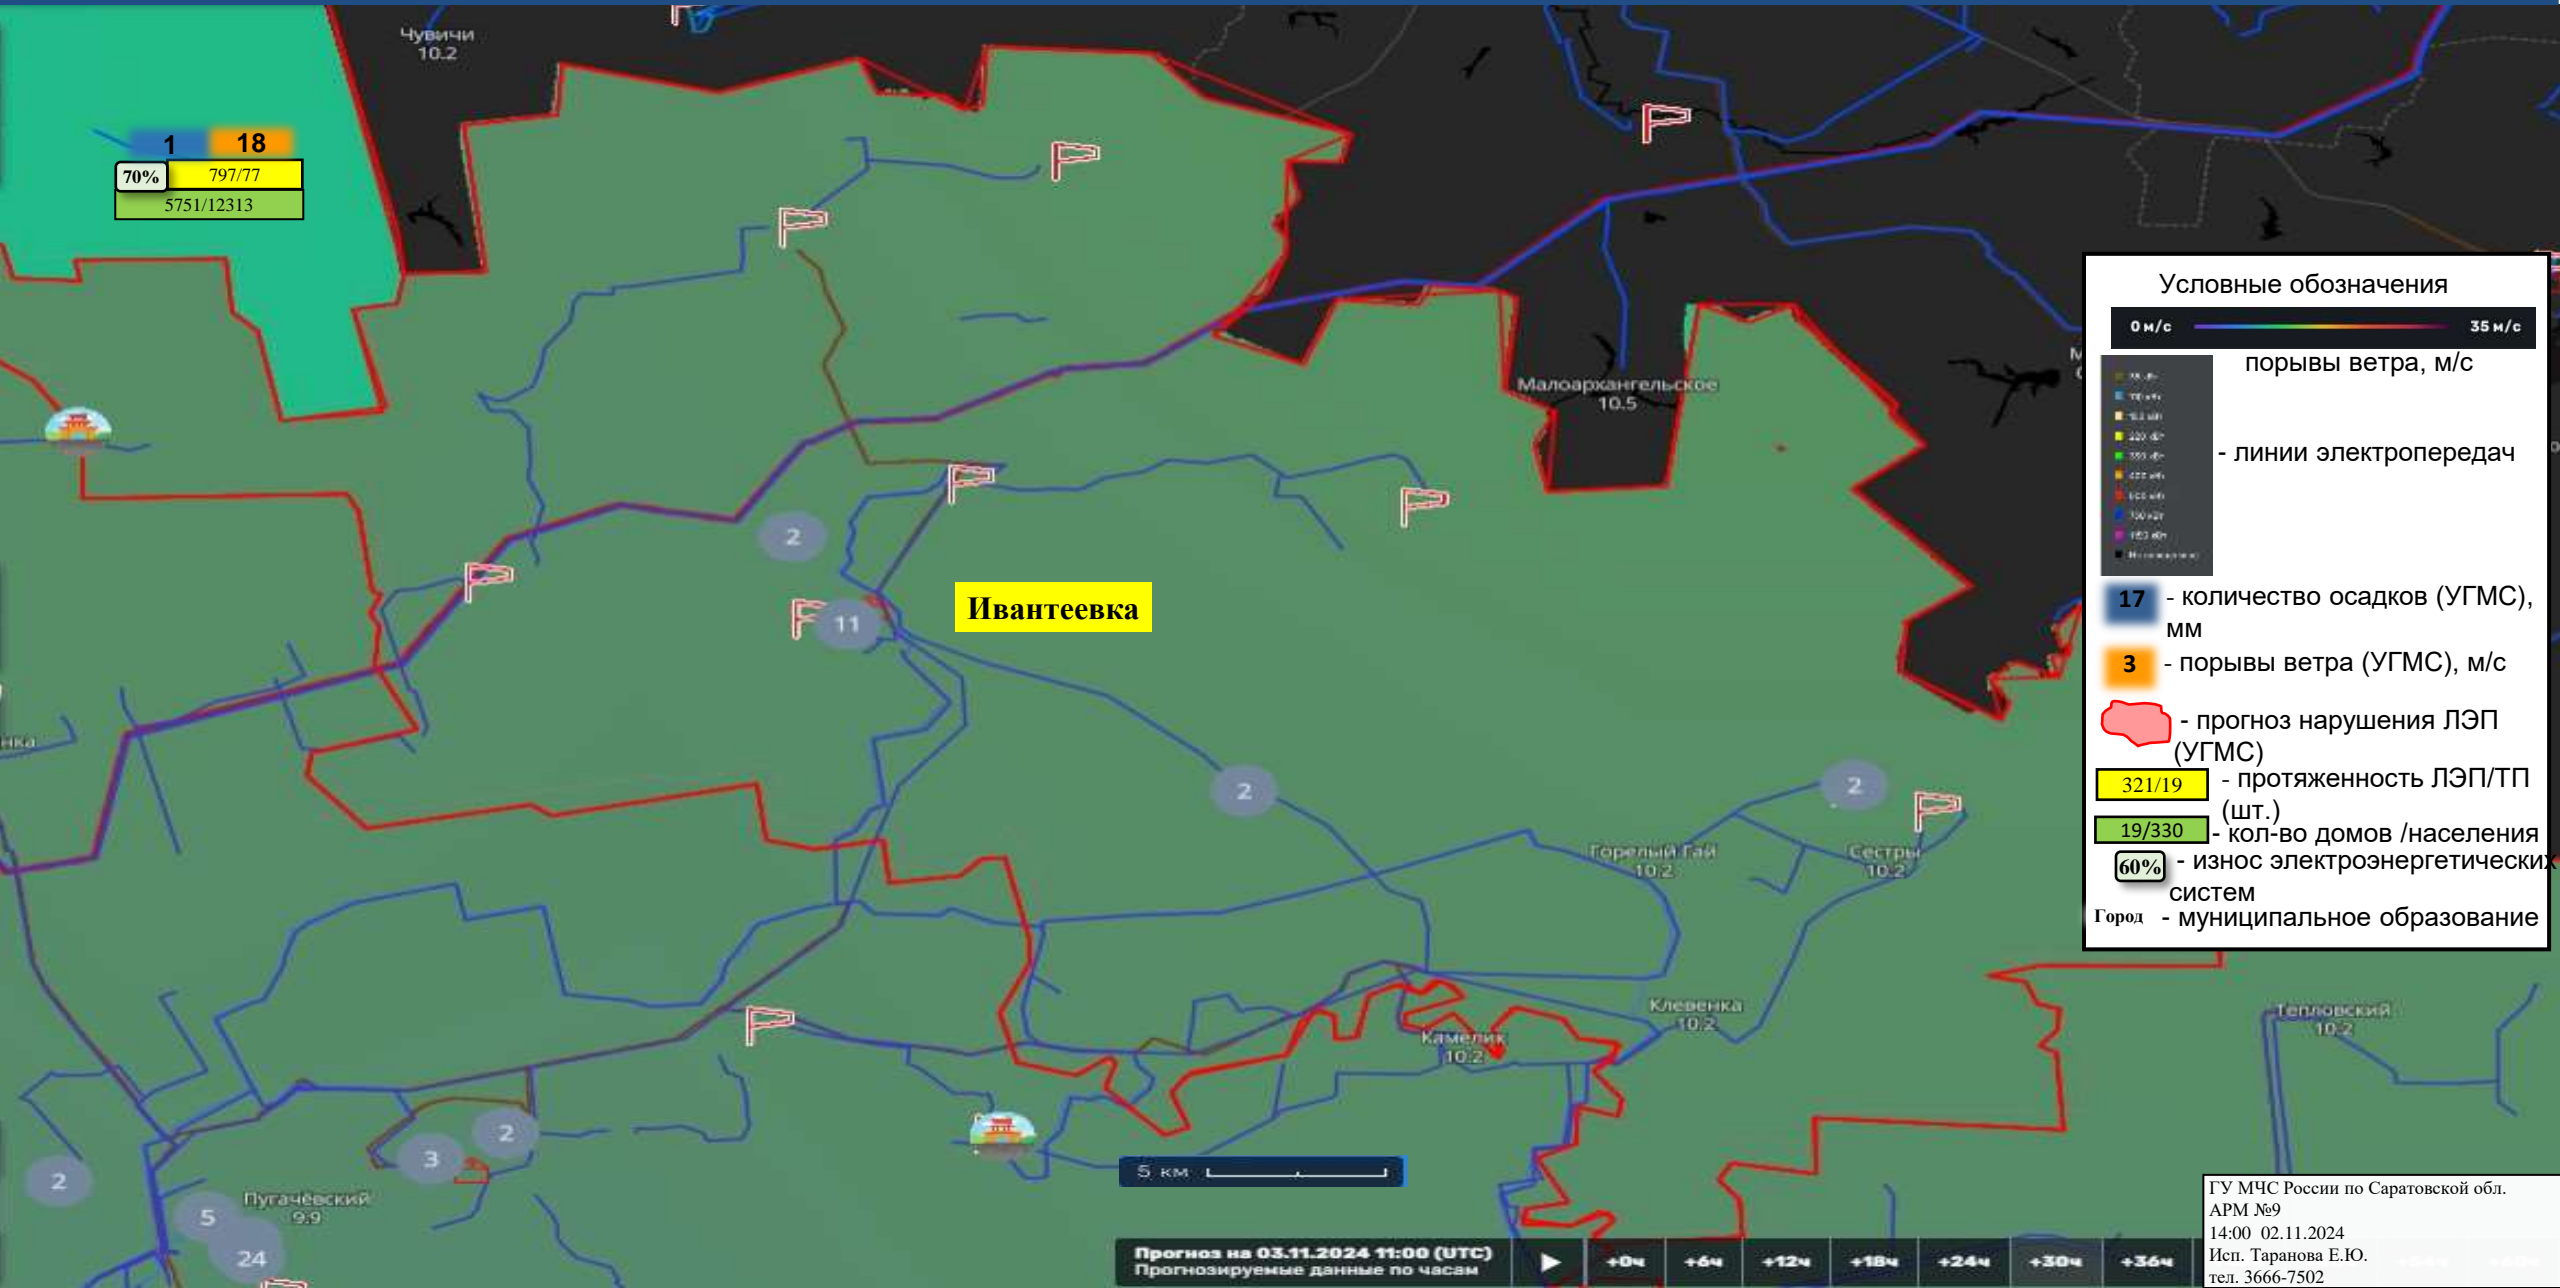 Чувичи
10.2
1
18
70%
797/77
5751/12313
Малоархангельское
10.5
2
11
Ивантеевка
нка
2
2
Горелый Гай
10.2
Сестры
10.2
Клевенка
10.2
Камелик
10.2
Тепловский
10.2
2
3
2
Пугачёвский
9.9
5
24
5 км
Условные обозначения
0 м/с
35 м/с
порывы ветра, м/с
- линии электропередач
17 - количество осадков (УГМС),
мм
3 - порывы ветра (УГМС), м/с
- прогноз нарушения ЛЭП
(УГМС)
321/19 - протяженность ЛЭП/ТП
(шт.)
19/330 - кол-во домов /населения
60% - износ электроэнергетических
систем
Город - муниципальное образование
Прогноз на 03.11.2024 11:00 (UTC)
Прогнозируемые данные по часам
+0ч +6ч +12ч +18ч +24ч +30ч +36ч
ГУ МЧС России по Саратовской обл.
АРМ №9
14:00 02.11.2024
Исп. Таранова Е.Ю.
тел. 3666-7502